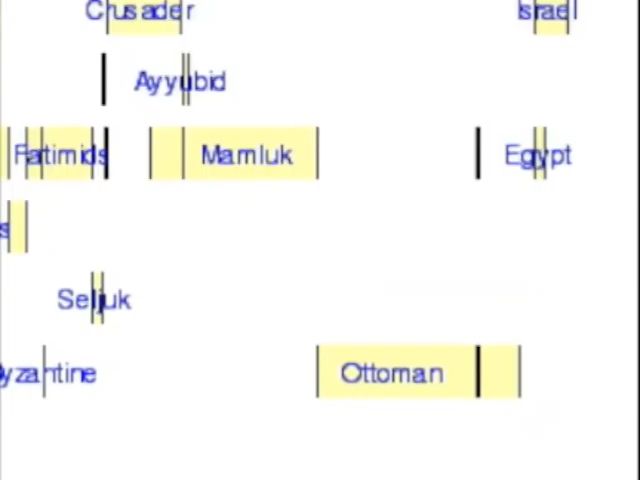 Crusader
Israel
Ayyubid
Fatimids
Mamluk
Egypt
s
Seljuk
yzantine
Ottoman